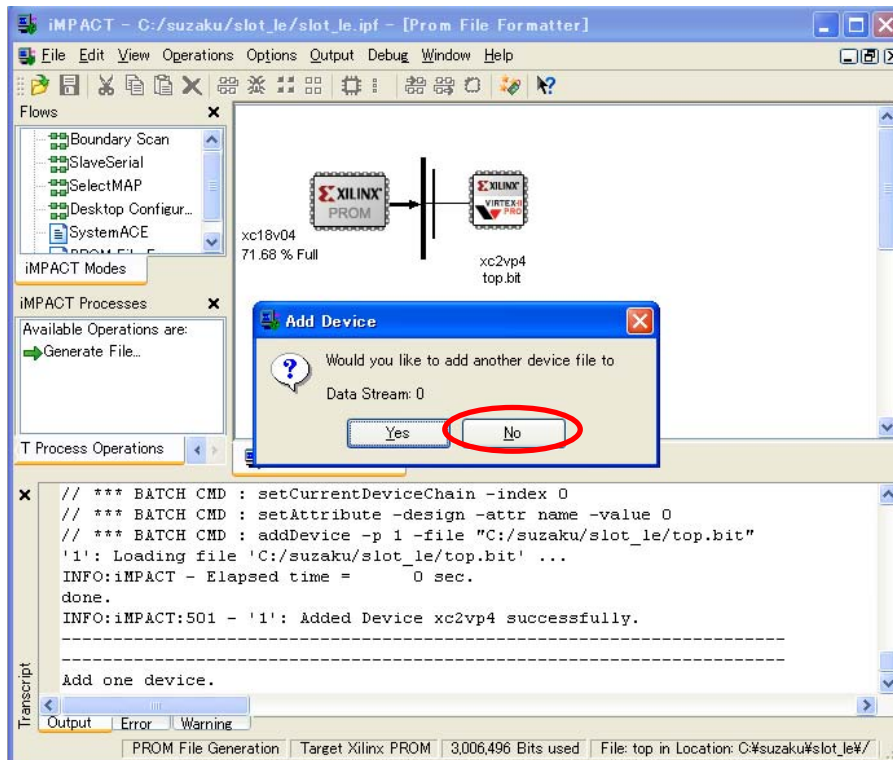 iMPACT - C:/suzaku/slot_le/slot_le.ipf - [Prom File Formatter]
File Edit View Operations Options Output Debug Window Help
Flows
Boundary Scan
SlaveSerial
SelectMAP
Desktop Configur...
SystemACE
iMPACT Modes
XILINX
PROM
xc18v04
71.68 % Full
XILINX
VIRTEX-II
PRO
xc2vp4
top.bit
iMPACT Processes
Available Operations are:
Generate File...
T Process Operations
Add Device
Would you like to add another device file to
Data Stream: 0
Yes No
// *** BATCH CMD : setCurrentDeviceChain -index 0
// *** BATCH CMD : setAttribute -design -attr name -value 0
// *** BATCH CMD : addDevice -p 1 -file "C:/suzaku/slot_le/top.bit"
'1': Loading file 'C:/suzaku/slot_le/top.bit' ...
INFO:iMPACT - Elapsed time = 0 sec.
done.
INFO:iMPACT:501 - '1': Added Device xc2vp4 successfully.
----------------------------------------------------------------------
----------------------------------------------------------------------
Add one device.
Transcript
Output Error Warning
PROM File Generation Target Xilinx PROM 3,006,496 Bits used File: top in Location: C:¥suzaku¥slot_le¥/